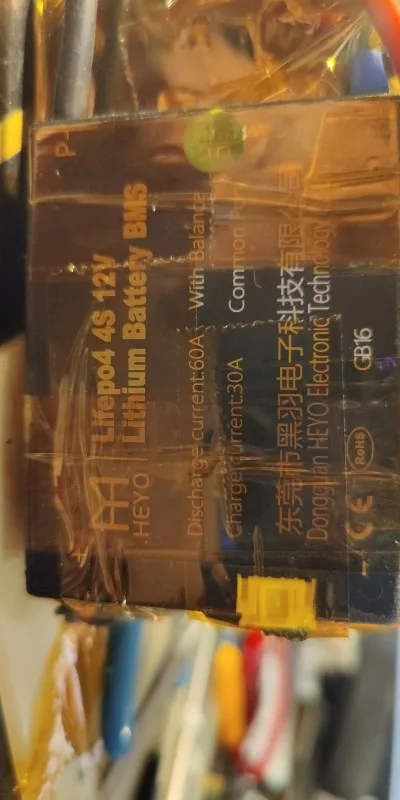 P-
Lifepo4 4S 12V
Lithium Battery BMS
HEYO
Discharge current:60A With Balance
Charge current:30A Common
东莞市黑羽电子科技有限公司
Dongguan HEYO Electronic Technology
CE RoHS GB16